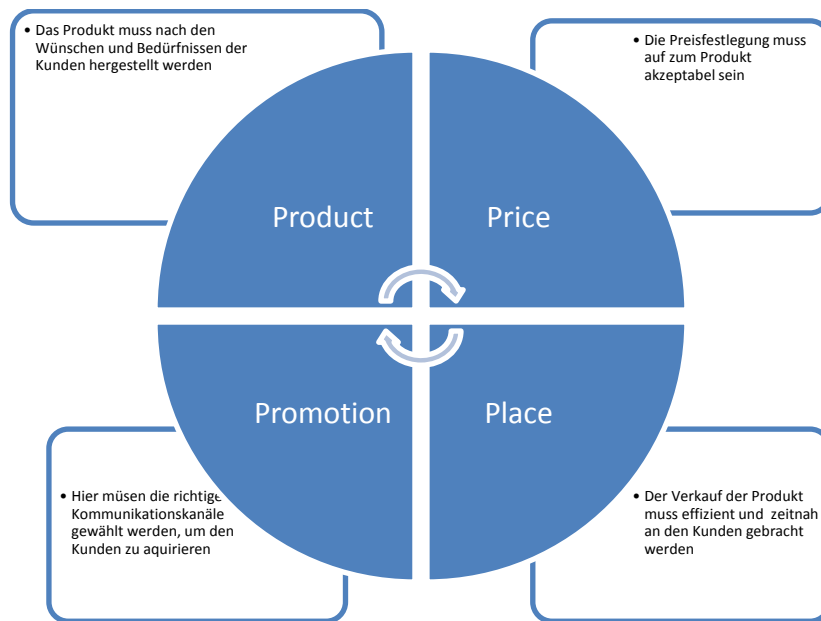 • Das Produkt muss nach den
Wünschen und Bedürfnissen der
Kunden hergestellt werden
• Die Preisfestlegung muss
auf zum Produkt
akzeptabel sein
Product
Price
Promotion
Place
• Hier müsen die richtige
Kommunikationskanäle
gewählt werden, um den
Kunden zu aquirieren
• Der Verkauf der Produkt
muss effizient und zeitnah
an den Kunden gebracht
werden